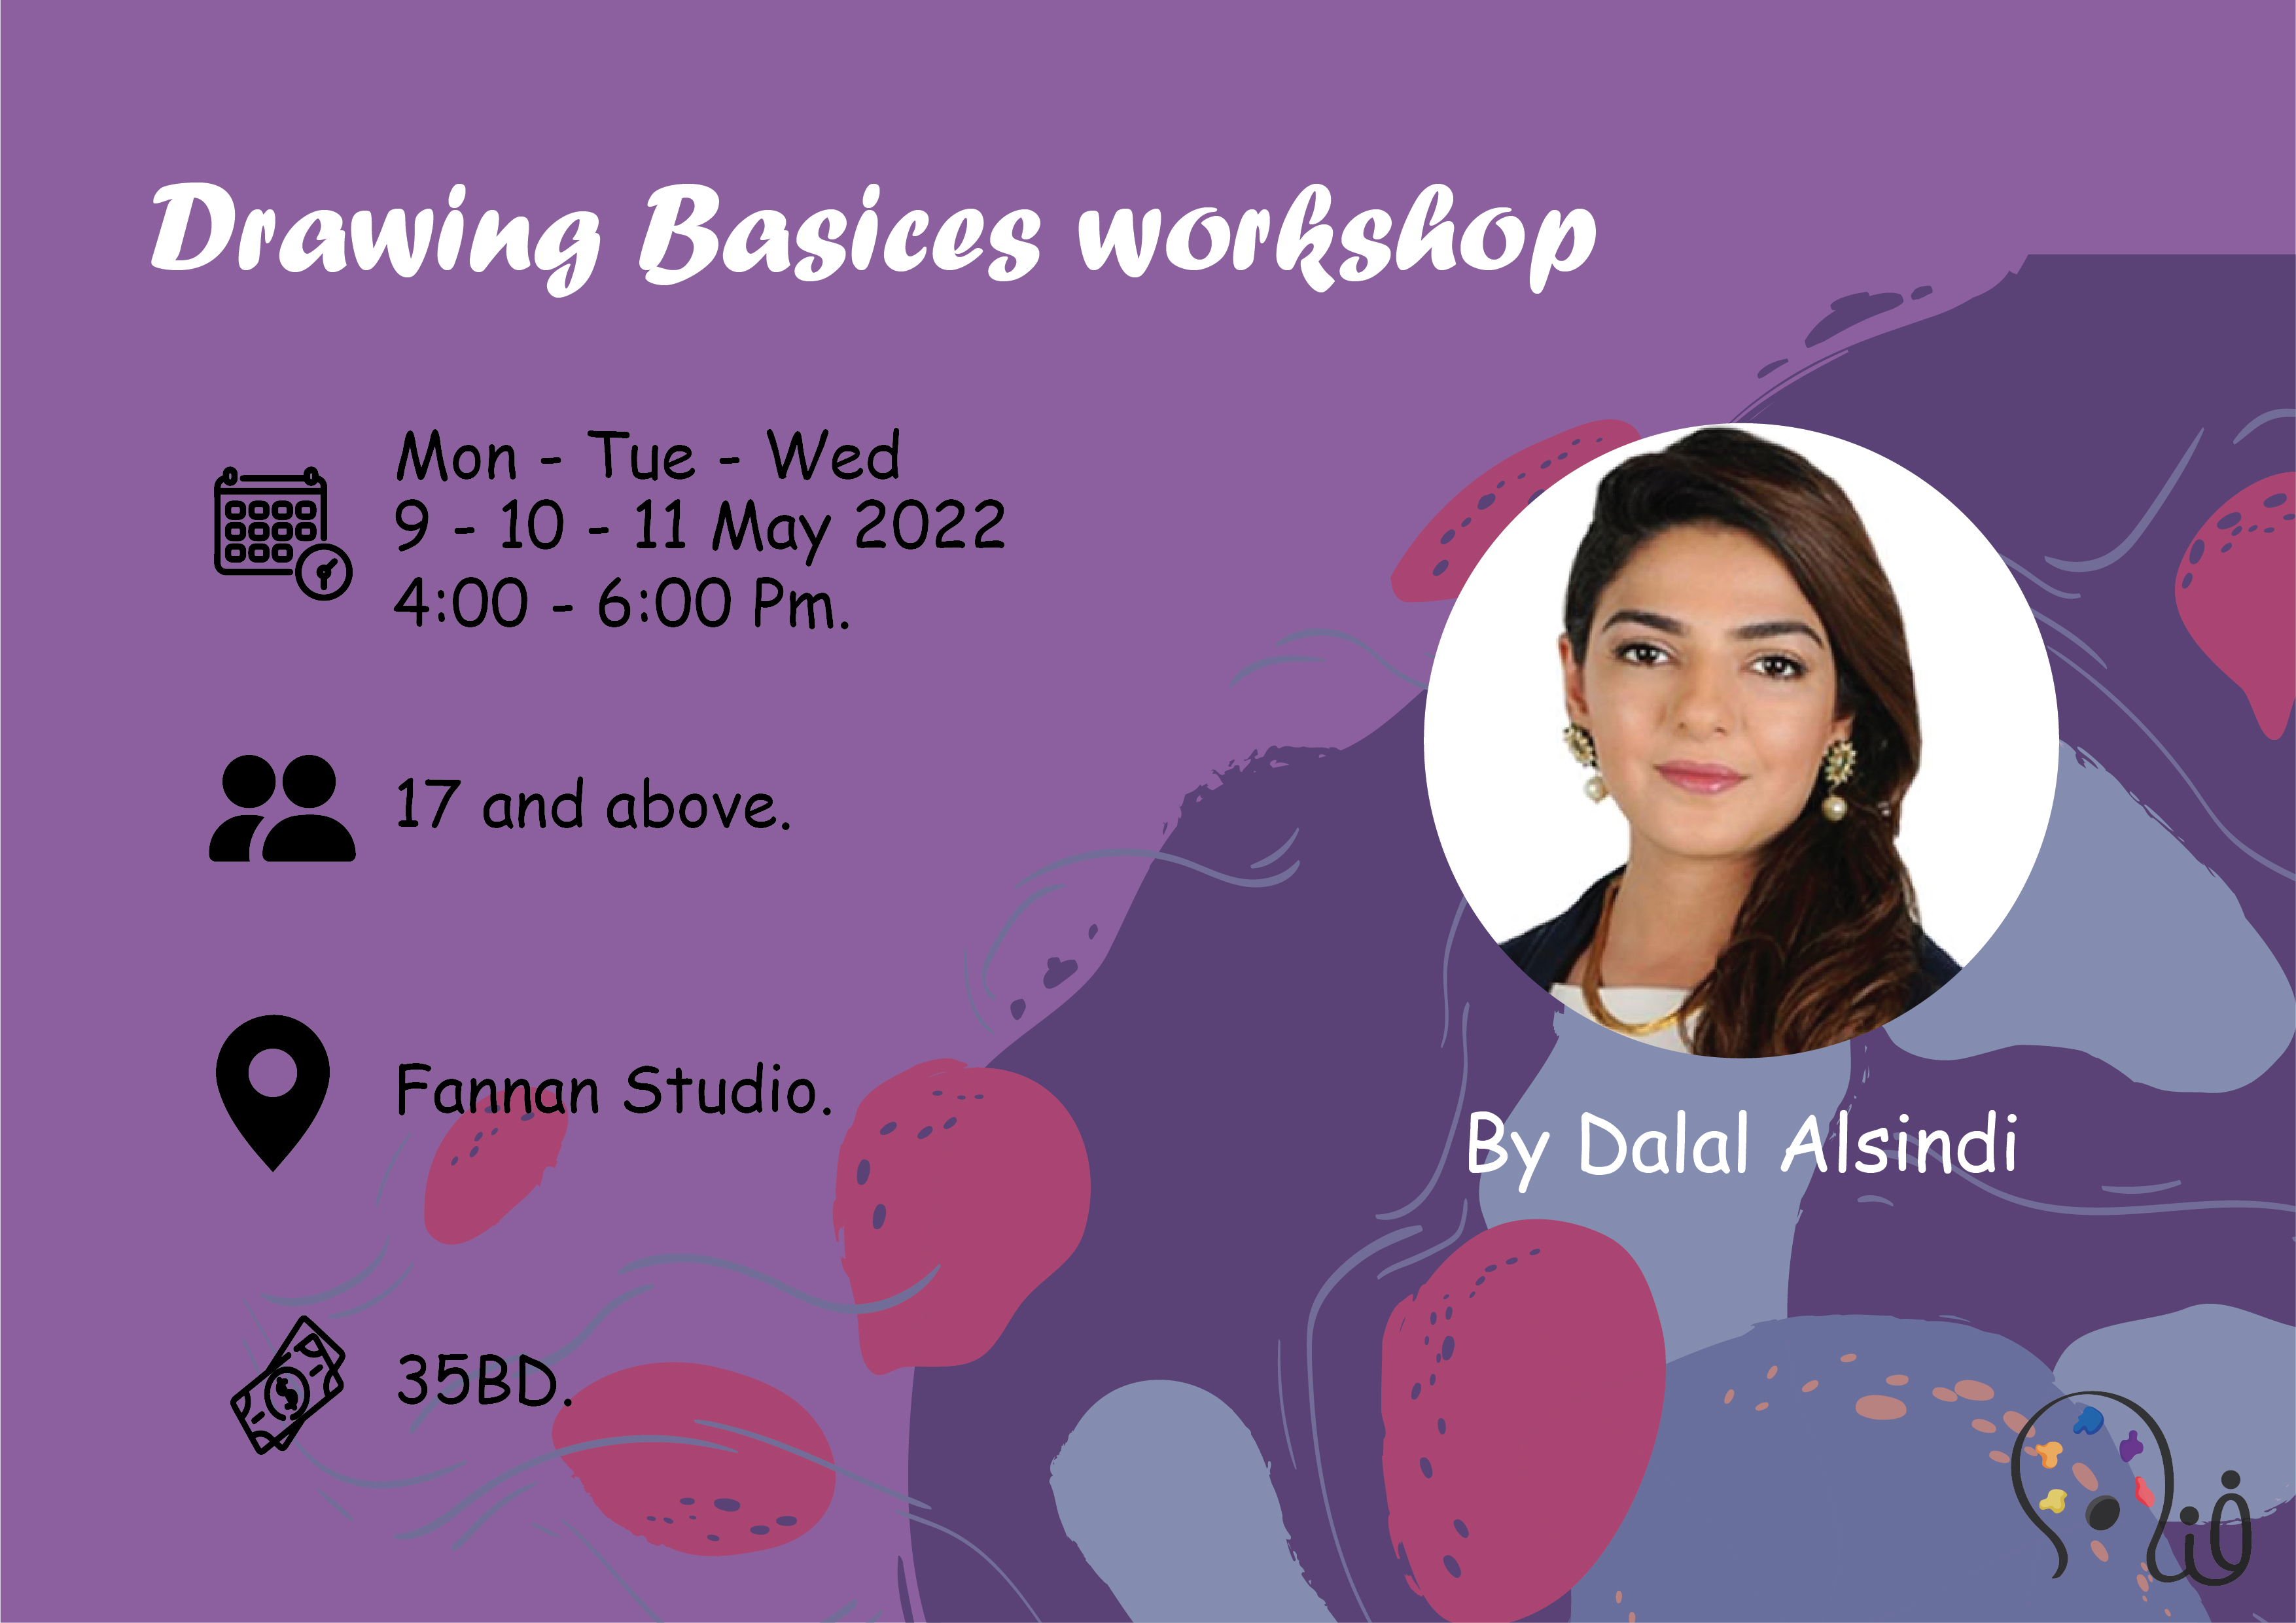 Drawing Basices workshop
Mon - Tue - Wed
9 - 10 - 11 May 2022
4:00 - 6:00 Pm.
17 and above.
Fannan Studio.
35BD.
By Dalal Alsindi
فنان